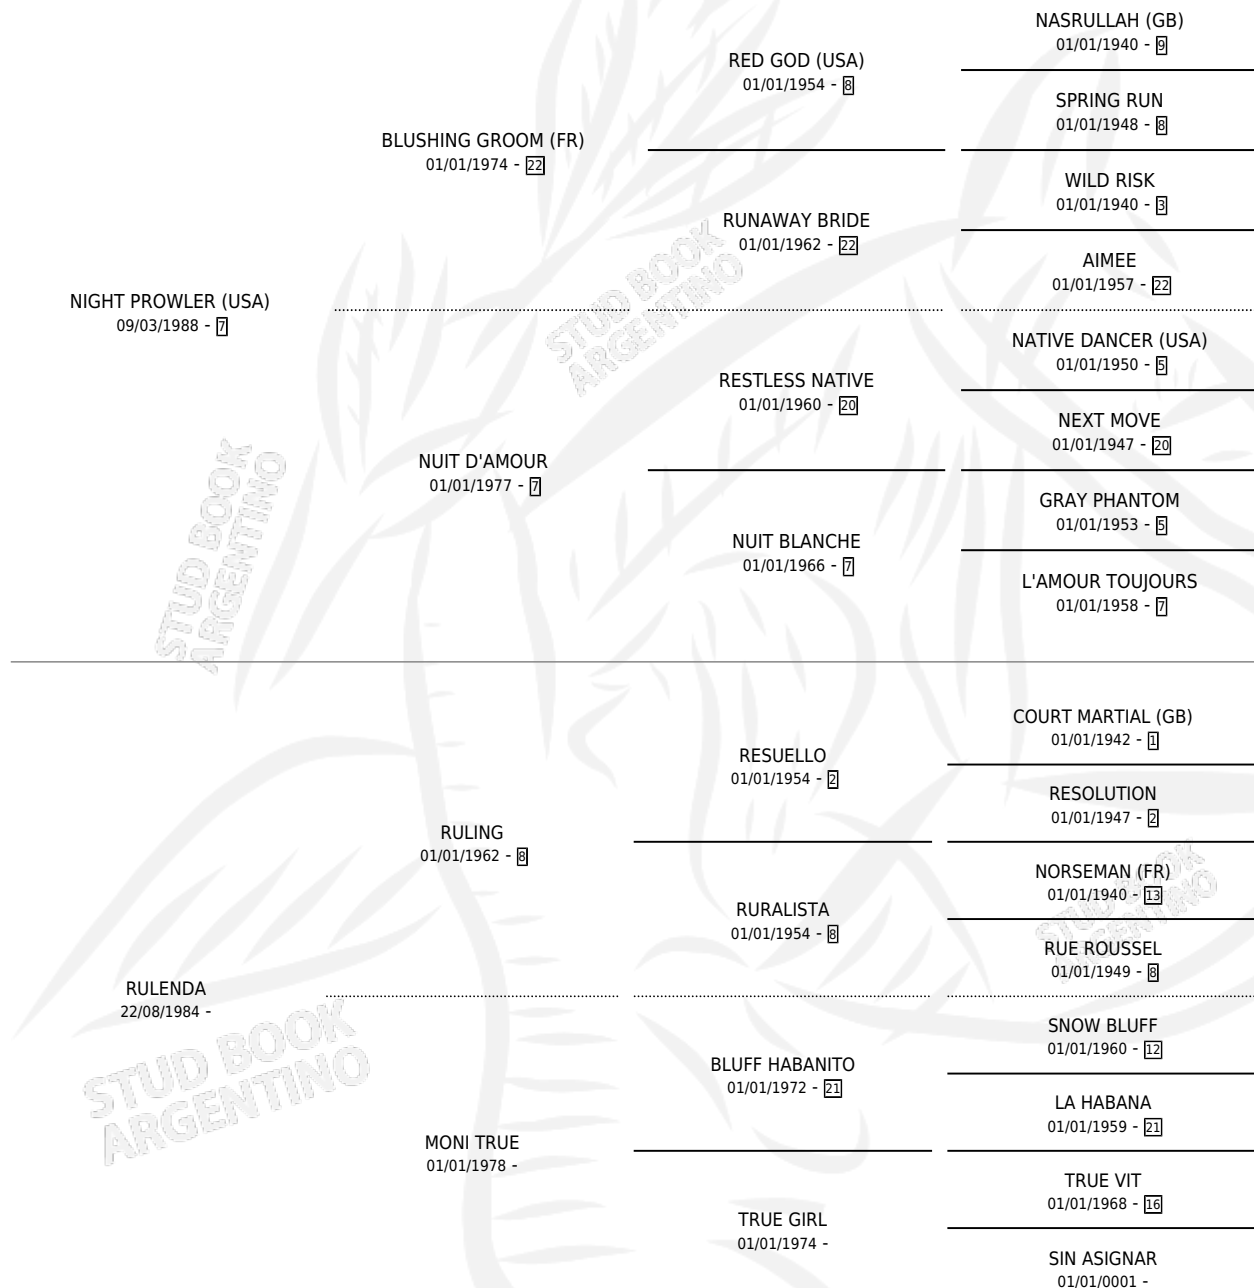 NASRULLAH (GB)
01/01/1940 - 9
RED GOD (USA)
01/01/1954 - 8
SPRING RUN
01/01/1948 - 8
BLUSHING GROOM (FR)
01/01/1974 - 22
WILD RISK
01/01/1940 - 3
RUNAWAY BRIDE
01/01/1962 - 22
AIMEE
01/01/1957 - 22
NIGHT PROWLER (USA)
09/03/1988 - 7
STUD BOOK
ARGENTINO
NATIVE DANCER (USA)
01/01/1950 - 5
RESTLESS NATIVE
01/01/1960 - 20
NEXT MOVE
01/01/1947 - 20
NUIT D'AMOUR
01/01/1977 - 7
GRAY PHANTOM
01/01/1953 - 5
NUIT BLANCHE
01/01/1966 - 7
L'AMOUR TOUJOURS
01/01/1958 - 7
STUD BOOK
ARGENTINO
COURT MARTIAL (GB)
01/01/1942 - 1
RESUELLO
01/01/1954 - 2
RESOLUTION
01/01/1947 - 2
RULING
01/01/1962 - 8
NORSEMAN (FR)
01/01/1940 - 13
STUD BOOK
ARGENTINO
RURALISTA
01/01/1954 - 8
RUE ROUSSEL
01/01/1949 - 8
RULENDA
22/08/1984 -
SNOW BLUFF
01/01/1960 - 12
STUD BOOK
ARGENTINO
BLUFF HABANITO
01/01/1972 - 21
LA HABANA
01/01/1959 - 21
MONI TRUE
01/01/1978 -
TRUE VIT
01/01/1968 - 16
TRUE GIRL
01/01/1974 -
SIN ASIGNAR
01/01/0001 -